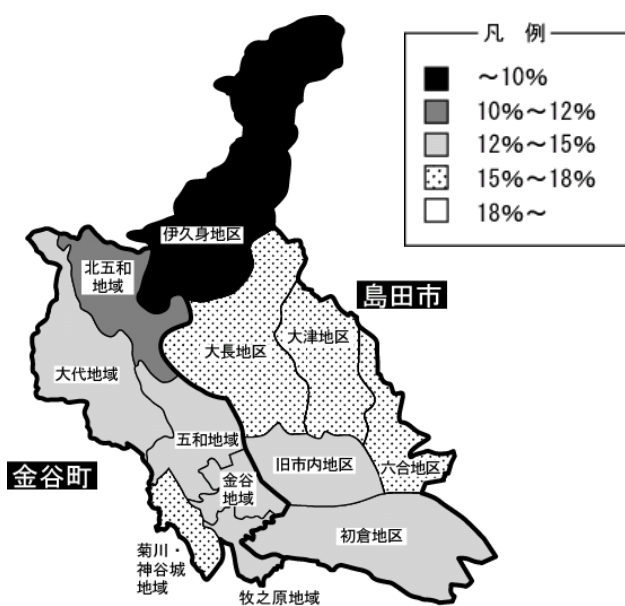 凡 例
～10%
10%～12%
12%～15%
15%～18%
18%～
伊久身地区
北五和
地域
島田市
大津地区
大長地区
大代地域
五和地域
旧市内地区
六合地区
金谷町
金谷
地域
初倉地区
菊川・
神谷城
地域
牧之原地域